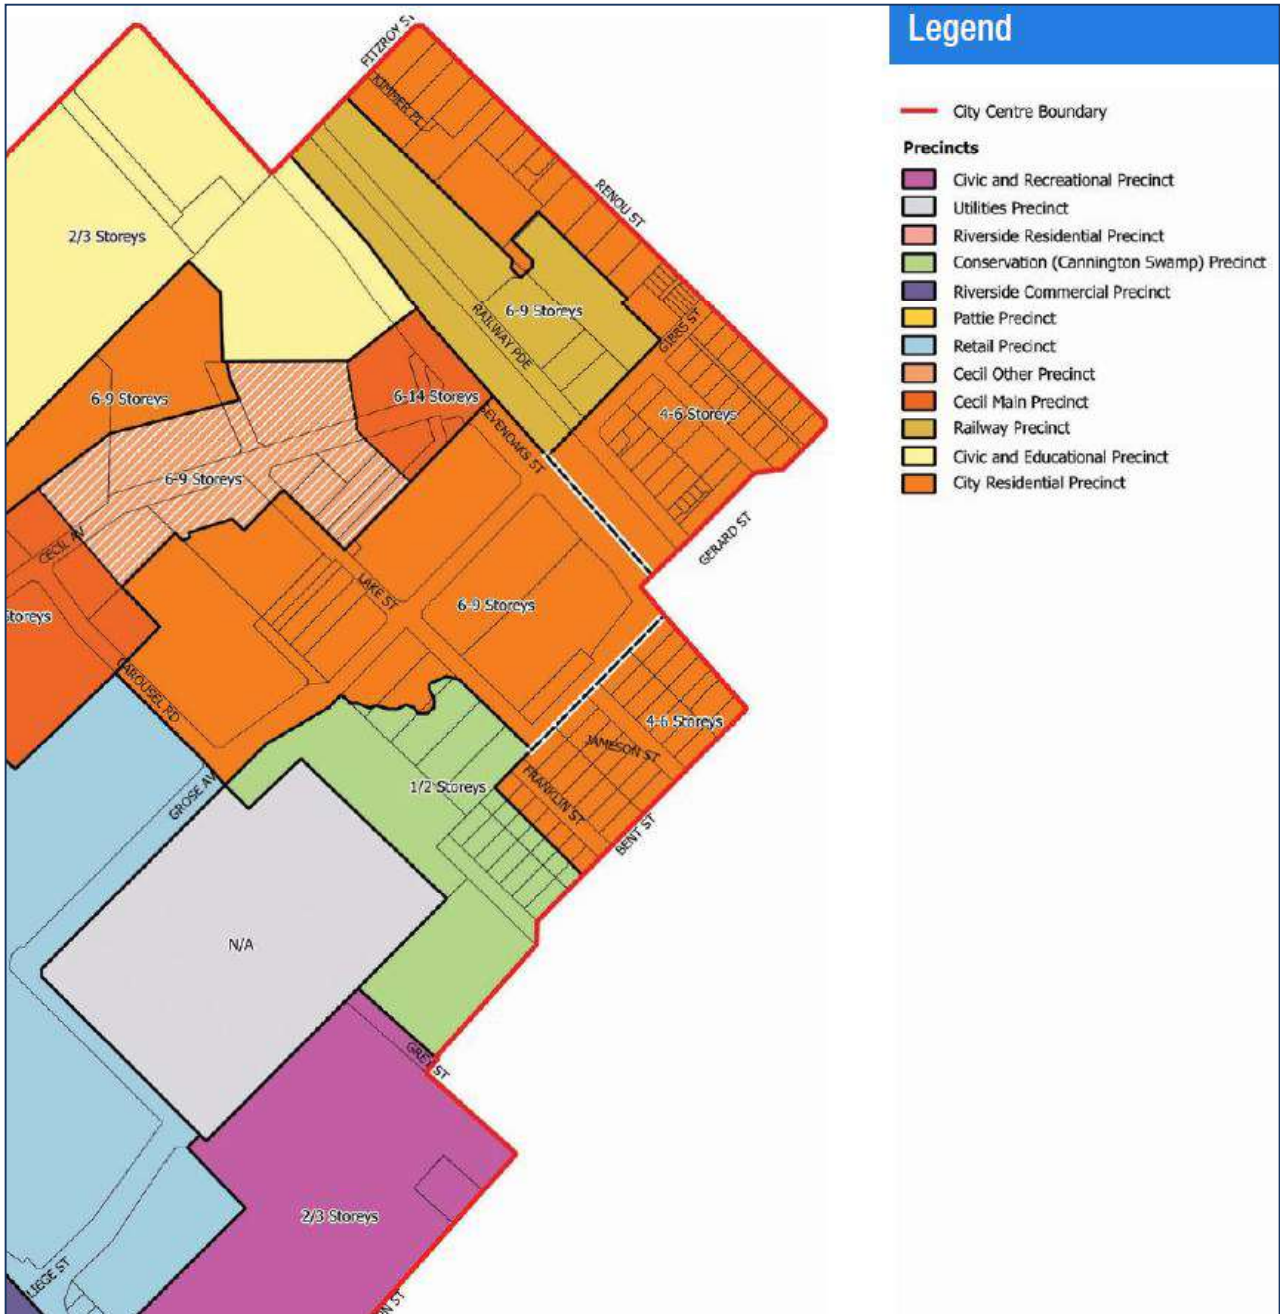 Legend
City Centre Boundary
Precincts
Civic and Recreational Precinct
Utilities Precinct
Riverside Residential Precinct
Conservation (Cannington Swamp) Precinct
Riverside Commercial Precinct
Pattie Precinct
Retail Precinct
Cecil Other Precinct
Cecil Main Precinct
Railway Precinct
Civic and Educational Precinct
City Residential Precinct
FITZROY ST
KIMMER PL
RENOU ST
2/3 Storeys
6-9 Storeys
RAILWAY PDE
GIBBS ST
6-9 Storeys
6-14 Storeys
4-6 Storeys
SEVENOAKS ST
6-9 Storeys
GERARD ST
CECIL AV
LAKE ST
6-9 Storeys
Storeys
CAROUSEL RD
4-6 Storeys
JAMESON ST
1/2 Storeys
FRANKLIN ST
GROSE AV
BENT ST
N/A
GREY ST
2/3 Storeys
LIEGE ST
N ST